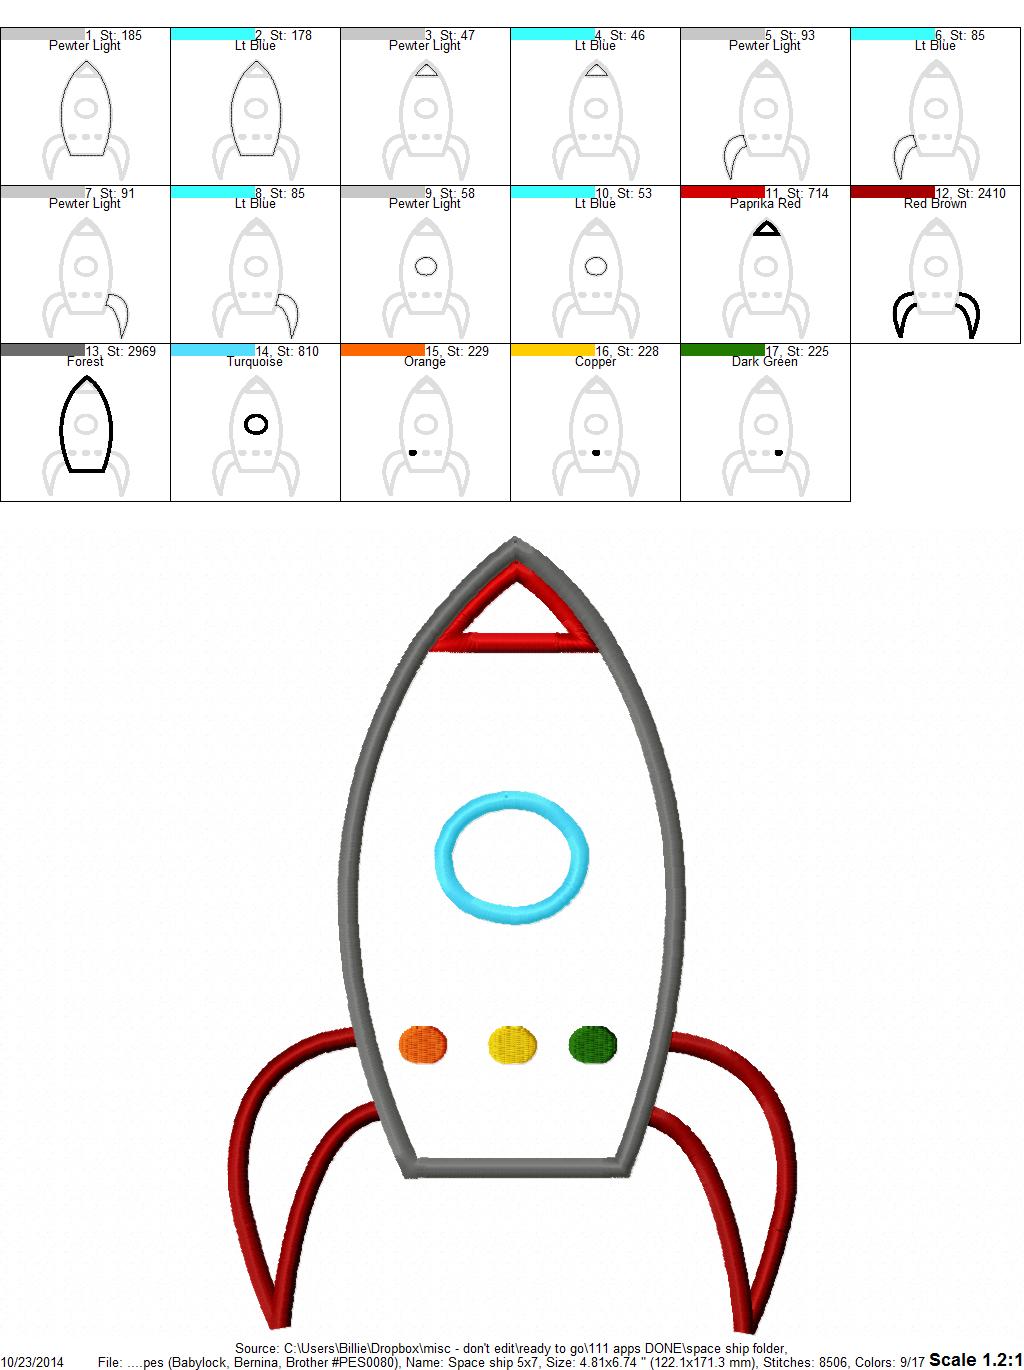 1, St: 185
Pewter Light
2, St: 178
Lt Blue
3, St: 47
Pewter Light
4, St: 46
Lt Blue
5, St: 93
Pewter Light
6, St: 85
Lt Blue
7, St: 91
Pewter Light
8, St: 85
Lt Blue
9, St: 58
Pewter Light
10, St: 53
Lt Blue
11, St: 714
Paprika Red
12, St: 2410
Red Brown
13, St: 2969
Forest
14, St: 810
Turquoise
15, St: 229
Orange
16, St: 228
Copper
17, St: 225
Dark Green
Source: C:\Users\Billie\Dropbox\misc - don't edit\ready to go\111 apps DONE\space ship folder,
10/23/2014 File: ....pes (Babylock, Bernina, Brother #PES0080), Name: Space ship 5x7, Size: 4.81x6.74 " (122.1x171.3 mm), Stitches: 8506, Colors: 9/17 Scale 1.2:1